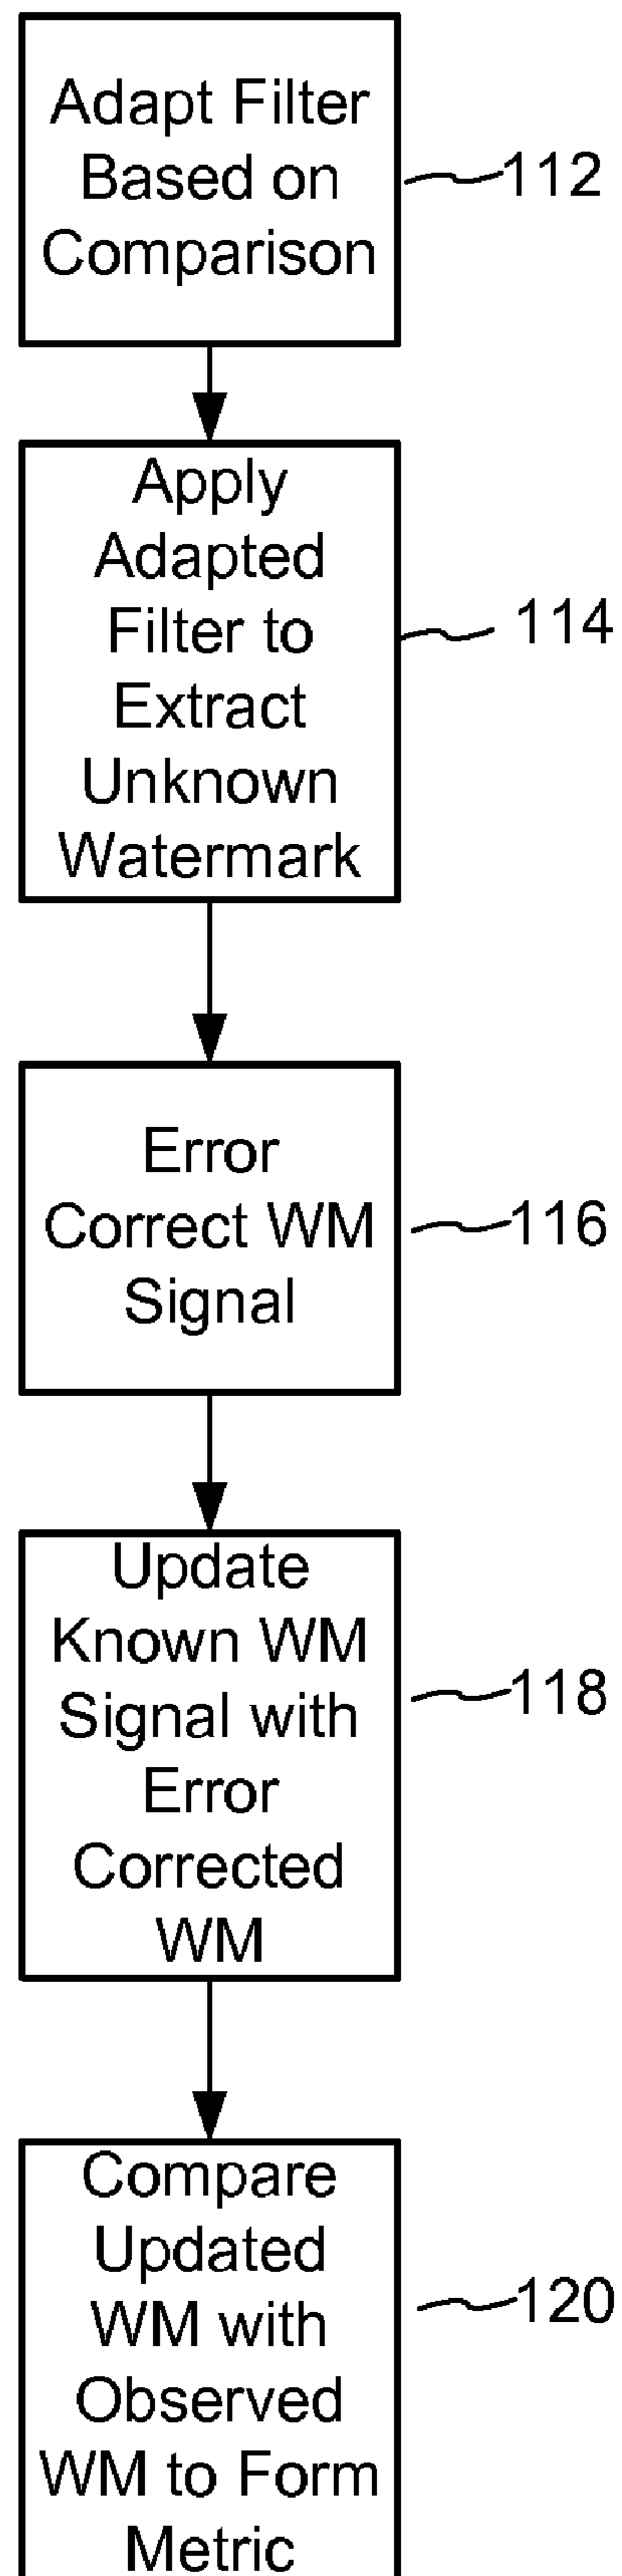 Adapt Filter
Based on
Comparison
112
Apply
Adapted
Filter to
Extract
Unknown
Watermark
114
Error
Correct WM
Signal
116
Update
Known WM
Signal with
Error
Corrected
WM
118
Compare
Updated
WM with
Observed
WM to Form
Metric
120